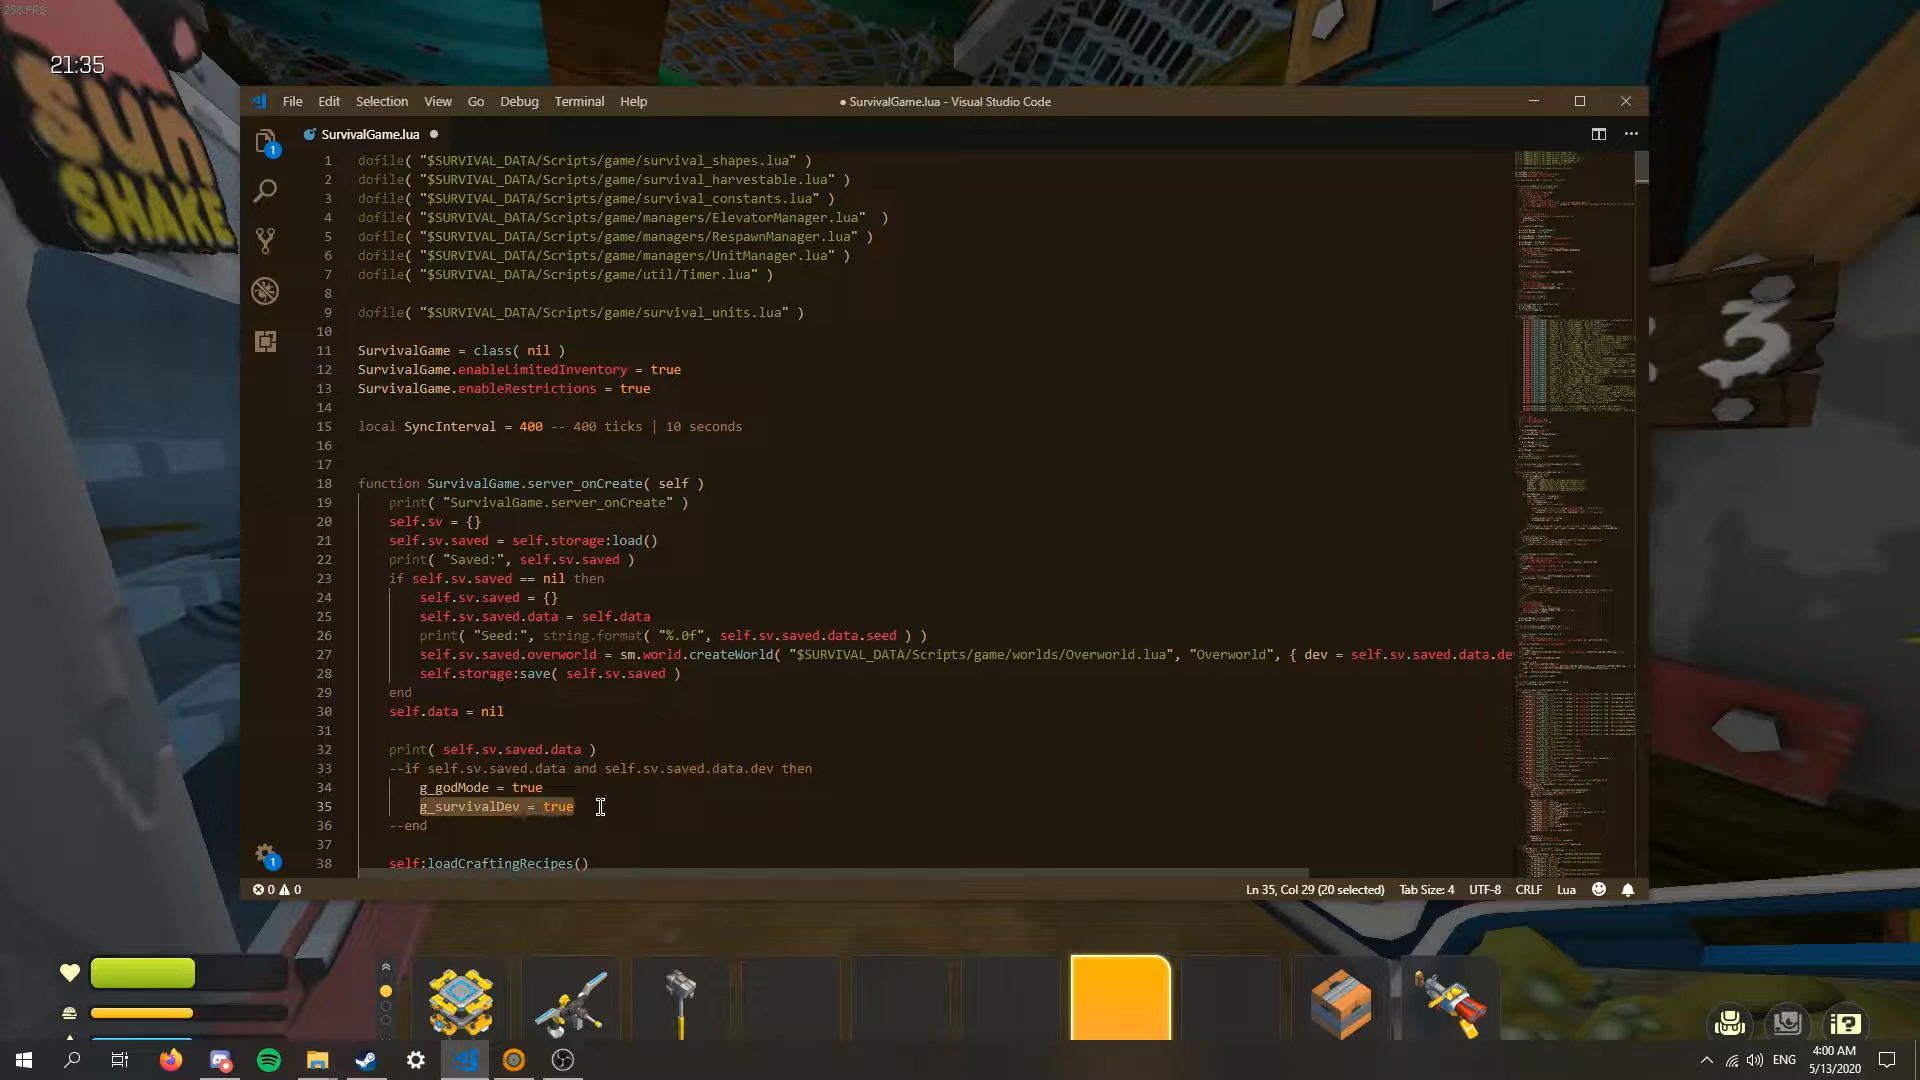 296 FPS
21:35
SUN
SHAKE
3
File Edit Selection View Go Debug Terminal Help
● SurvivalGame.lua - Visual Studio Code
SurvivalGame.lua ●
1
1 dofile( "$SURVIVAL_DATA/Scripts/game/survival_shapes.lua" )
2 dofile( "$SURVIVAL_DATA/Scripts/game/survival_harvestable.lua" )
3 dofile( "$SURVIVAL_DATA/Scripts/game/survival_constants.lua" )
4 dofile( "$SURVIVAL_DATA/Scripts/game/managers/ElevatorManager.lua"  )
5 dofile( "$SURVIVAL_DATA/Scripts/game/managers/RespawnManager.lua" )
6 dofile( "$SURVIVAL_DATA/Scripts/game/managers/UnitManager.lua" )
7 dofile( "$SURVIVAL_DATA/Scripts/game/util/Timer.lua" )
8
9 dofile( "$SURVIVAL_DATA/Scripts/game/survival_units.lua" )
10
11 SurvivalGame = class( nil )
12 SurvivalGame.enableLimitedInventory = true
13 SurvivalGame.enableRestrictions = true
14
15 local SyncInterval = 400 -- 400 ticks | 10 seconds
16
17
18 function SurvivalGame.server_onCreate( self )
19 print( "SurvivalGame.server_onCreate" )
20 self.sv = {}
21 self.sv.saved = self.storage:load()
22 print( "Saved:", self.sv.saved )
23 if self.sv.saved == nil then
24 self.sv.saved = {}
25 self.sv.saved.data = self.data
26 print( "Seed:", string.format( "%.0f", self.sv.saved.data.seed ) )
27 self.sv.saved.overworld = sm.world.createWorld( "$SURVIVAL_DATA/Scripts/game/worlds/Overworld.lua", "Overworld", { dev = self.sv.saved.data.de
28 self.storage:save( self.sv.saved )
29 end
30 self.data = nil
31
32 print( self.sv.saved.data )
33 --if self.sv.saved.data and self.sv.saved.data.dev then
34 g_godMode = true
35 g_survivalDev = true
36 --end
37
38 self:loadCraftingRecipes()
1
0 0
Ln 35, Col 29 (20 selected) Tab Size: 4 UTF-8 CRLF Lua
ENG
4:00 AM
5/13/2020